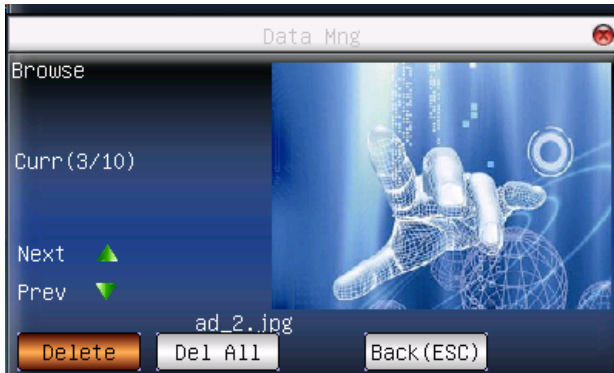 Data Mng
Browse
Curr(3/10)
Next
Prev
ad_2.jpg
Delete Del All Back(ESC)